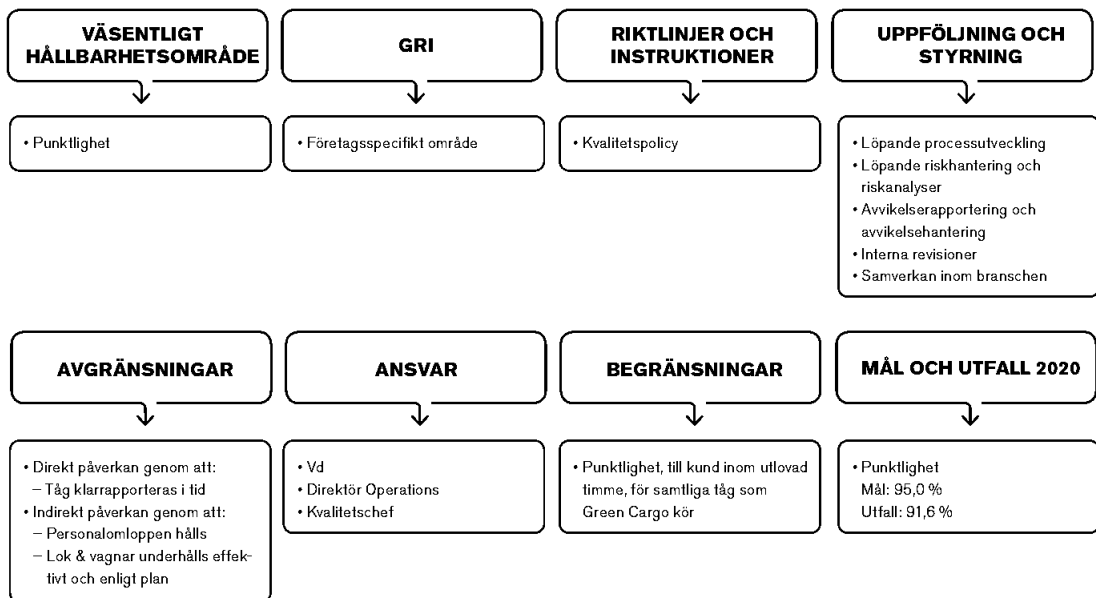 VÄSENTLIGT
HÅLLBARHETSOMRÅDE
• Punktlighet
GRI
• Företagsspecifikt område
RIKTLINJER OCH
INSTRUKTIONER
• Kvalitetspolicy
UPPFÖLJNING OCH
STYRNING
• Löpande processutveckling
• Löpande riskhantering och
riskanalyser
• Avvikelserapportering och
avvikelsehantering
• Interna revisioner
• Samverkan inom branschen
AVGRÄNSNINGAR
• Direkt påverkan genom att:
– Tåg klarrapporteras i tid
• Indirekt påverkan genom att:
– Personalomloppen hålls
– Lok & vagnar underhålls effek-
tivt och enligt plan
ANSVAR
• Vd
• Direktör Operations
• Kvalitetschef
BEGRÄNSNINGAR
• Punktlighet, till kund inom utlovad
timme, för samtliga tåg som
Green Cargo kör
MÅL OCH UTFALL 2020
• Punktlighet
Mål: 95,0 %
Utfall: 91,6 %